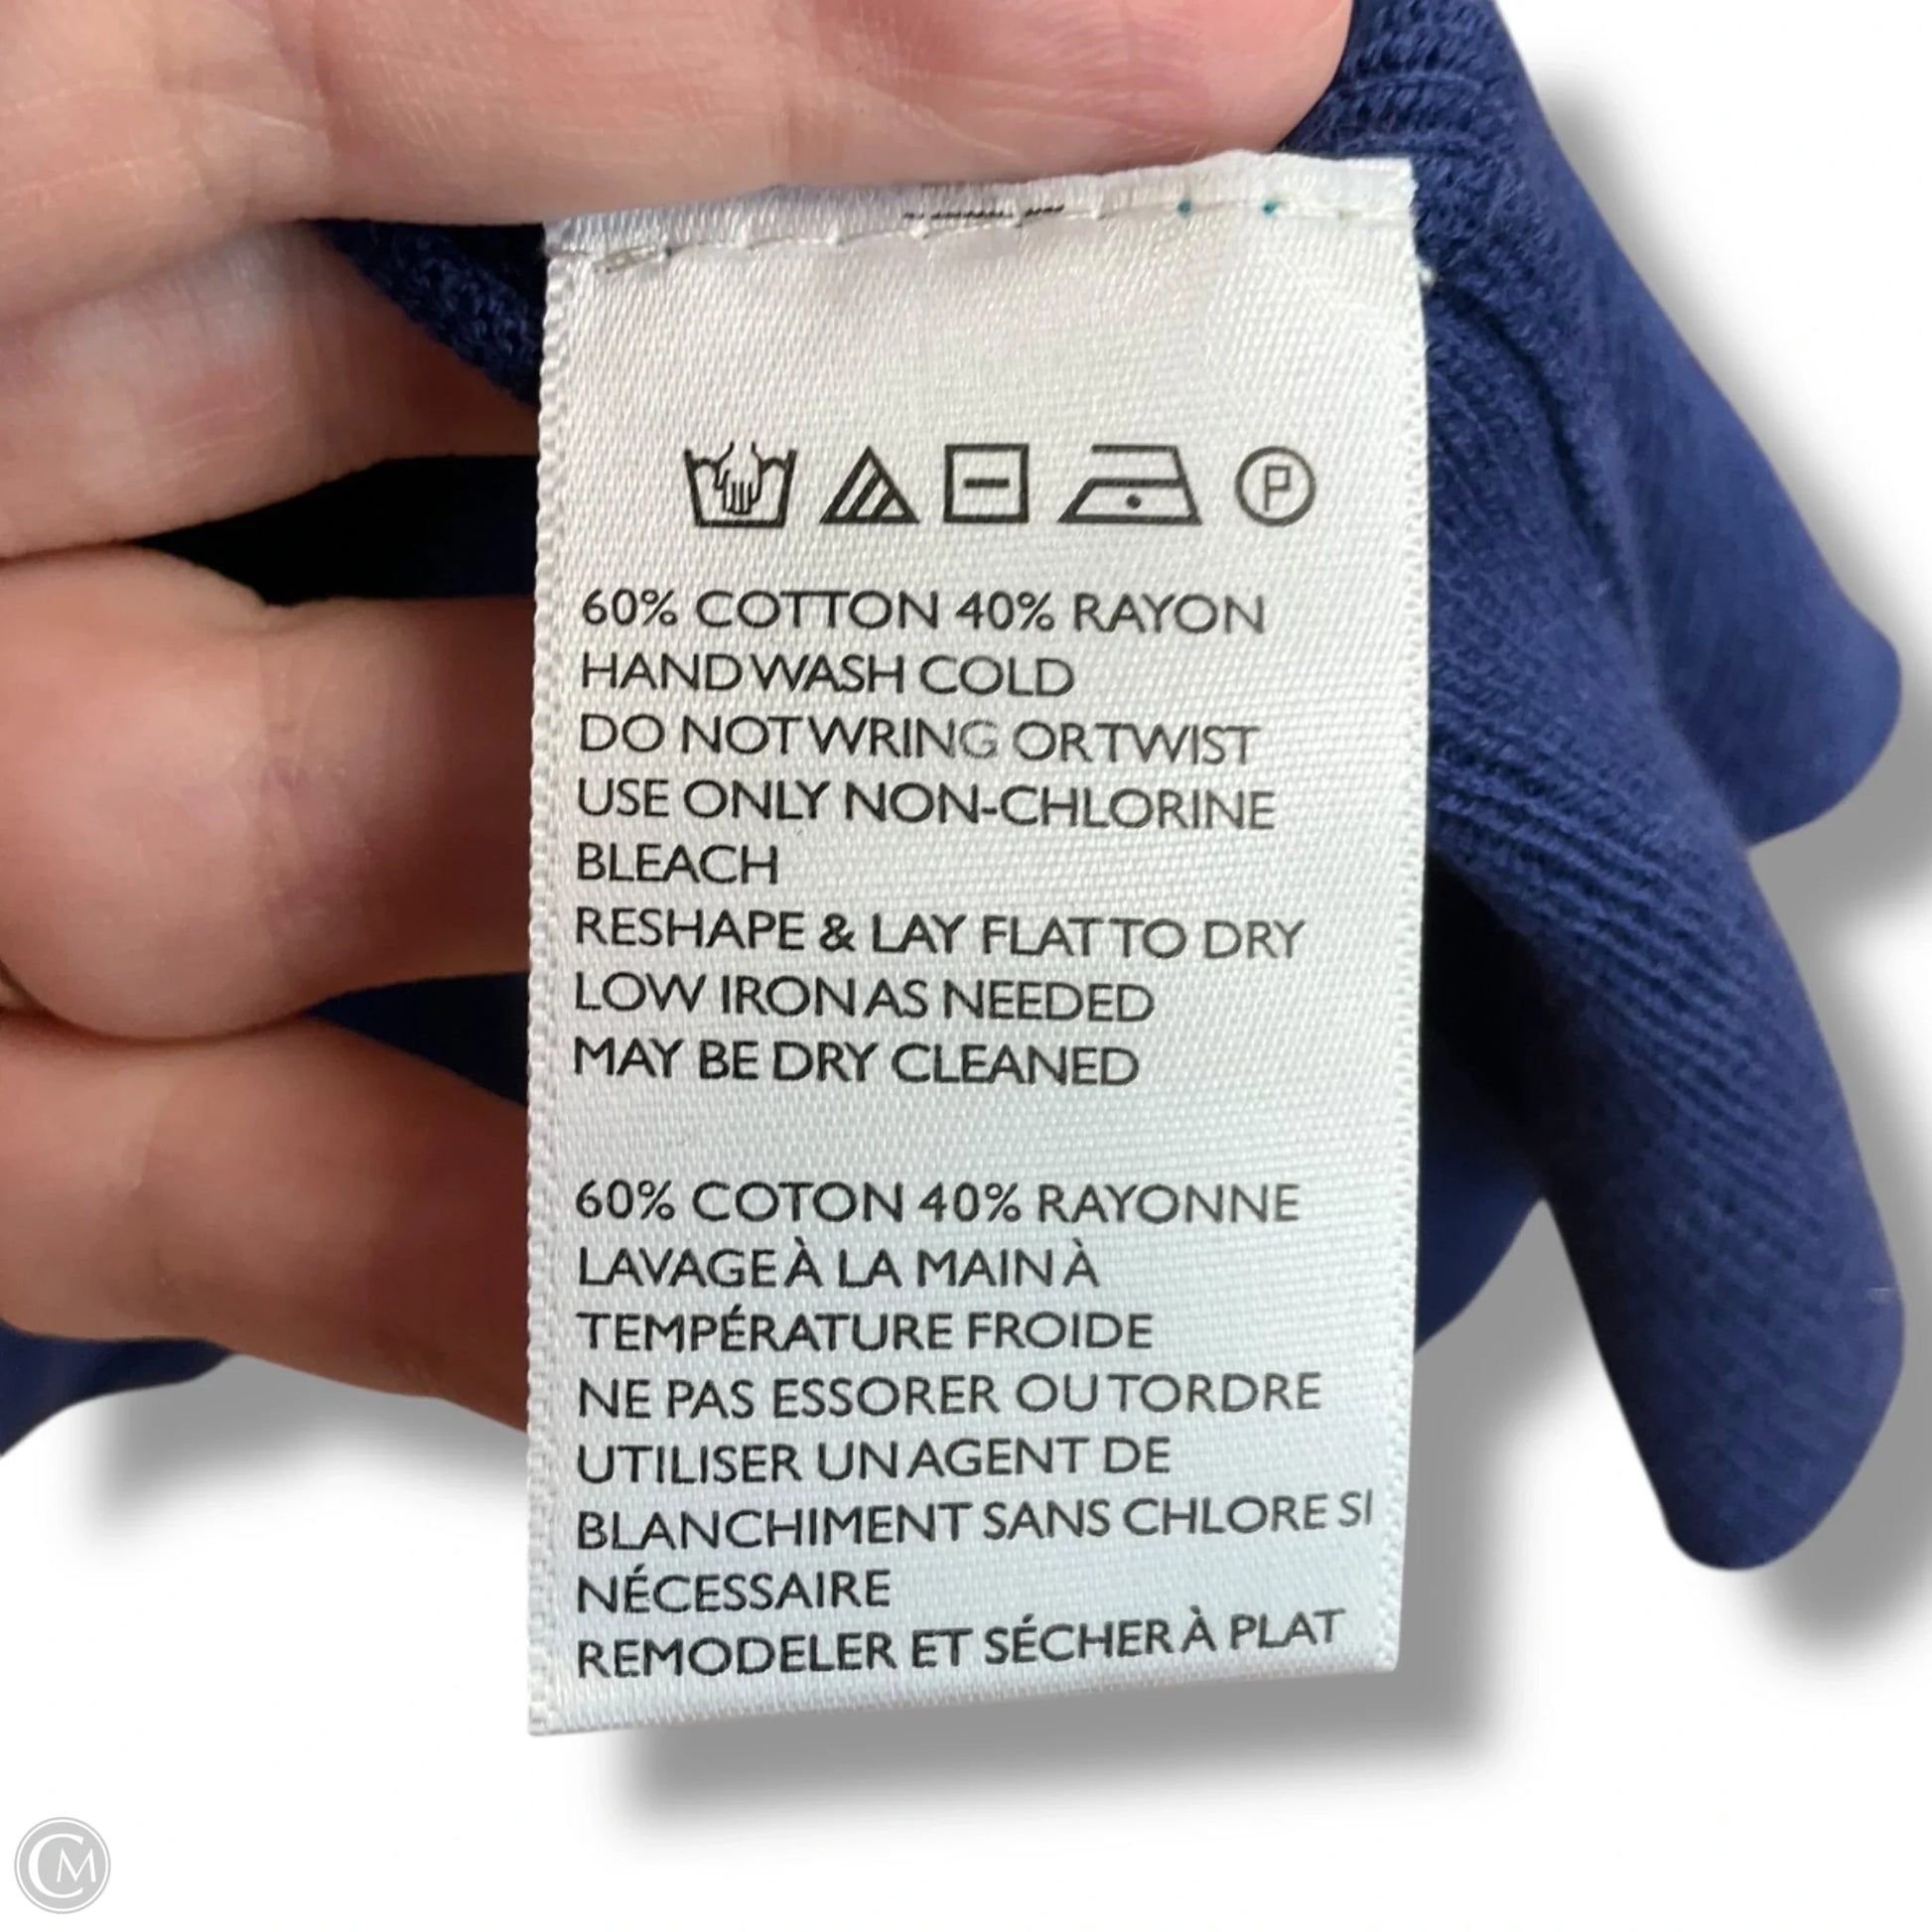 P
60% COTTON 40% RAYON
HAND WASH COLD
DO NOT WRING OR TWIST
USE ONLY NON-CHLORINE
BLEACH
RESHAPE & LAY FLAT TO DRY
LOW IRON AS NEEDED
MAY BE DRY CLEANED
60% COTON 40% RAYONNE
LAVAGE À LA MAIN À
TEMPÉRATURE FROIDE
NE PAS ESSORER OU TORDRE
UTILISER UN AGENT DE
BLANCHIMENT SANS CHLORE SI
NÉCESSAIRE
REMODELER ET SÉCHER À PLAT
CM